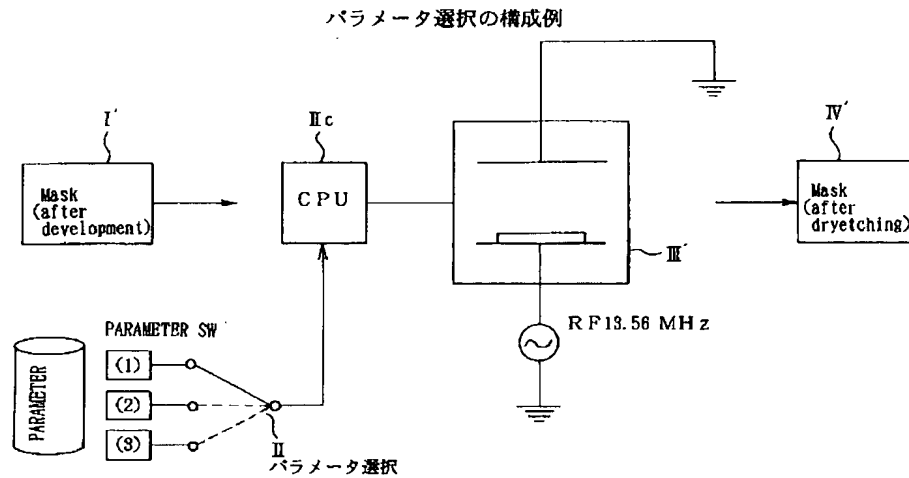 パラメータ選択の構成例
I′
IIc
IV′
Mask
(after
development)
CPU
Mask
(after
dryetching)
III′
RF13.56 MHz
PARAMETER SW
PARAMETER
(1)
(2)
(3)
II
パラメータ選択